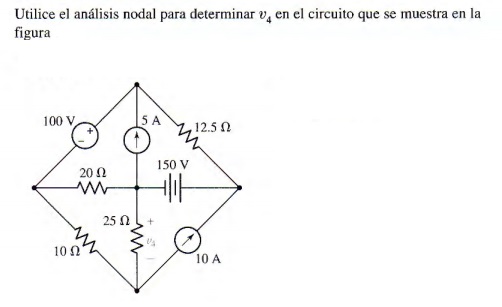 Utilice el análisis nodal para determinar v₄ en el circuito que se muestra en la
figura
100 V
+
−
5 A
12.5 Ω
20 Ω
150 V
25 Ω
+
v₄
−
10 Ω
10 A